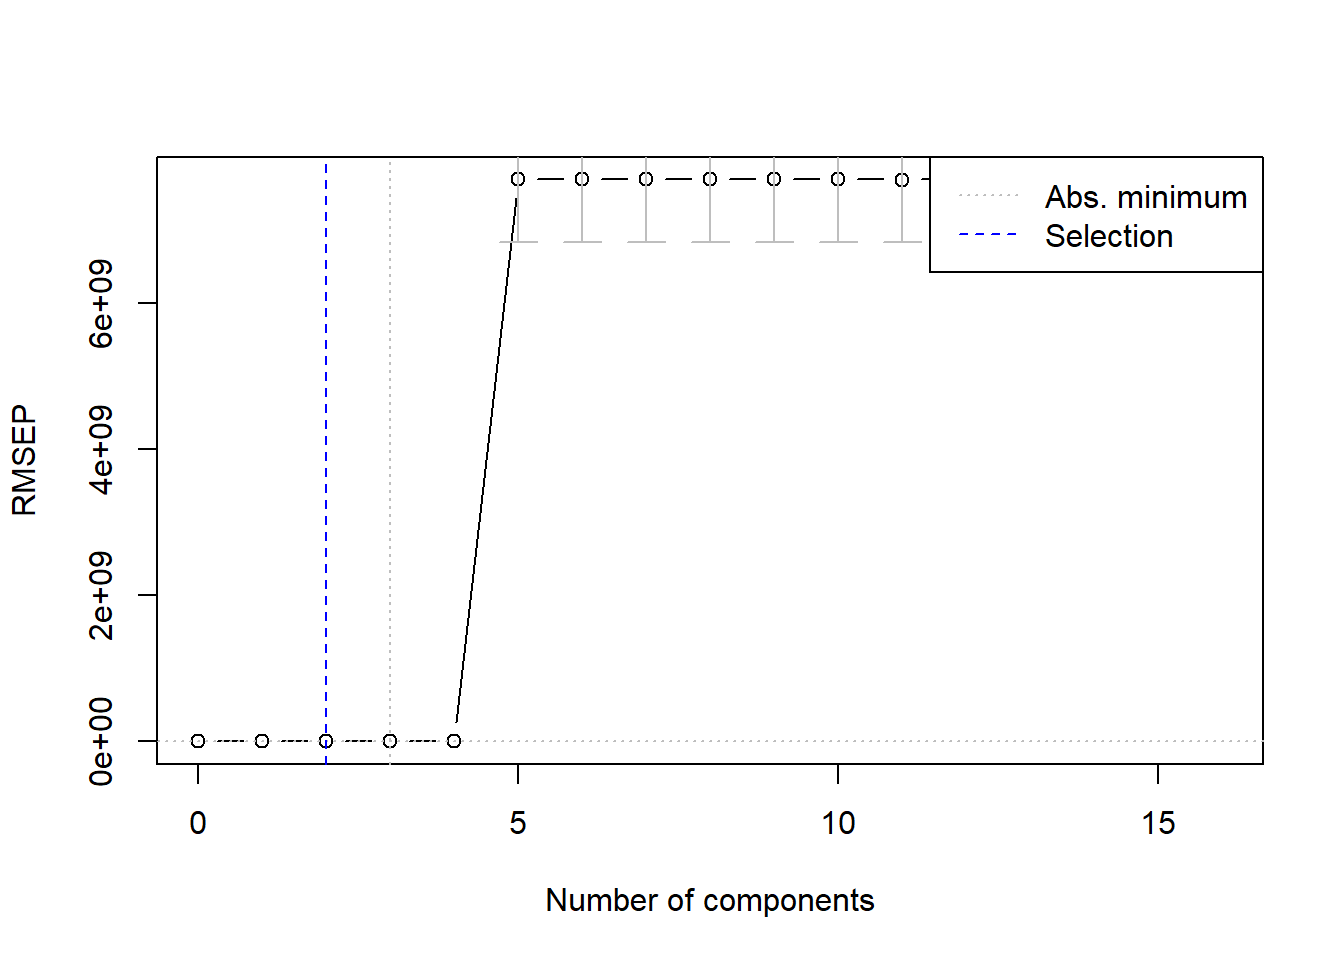 Abs. minimum
Selection
RMSEP
6e+09
4e+09
2e+09
0e+00
0
5
10
15
Number of components